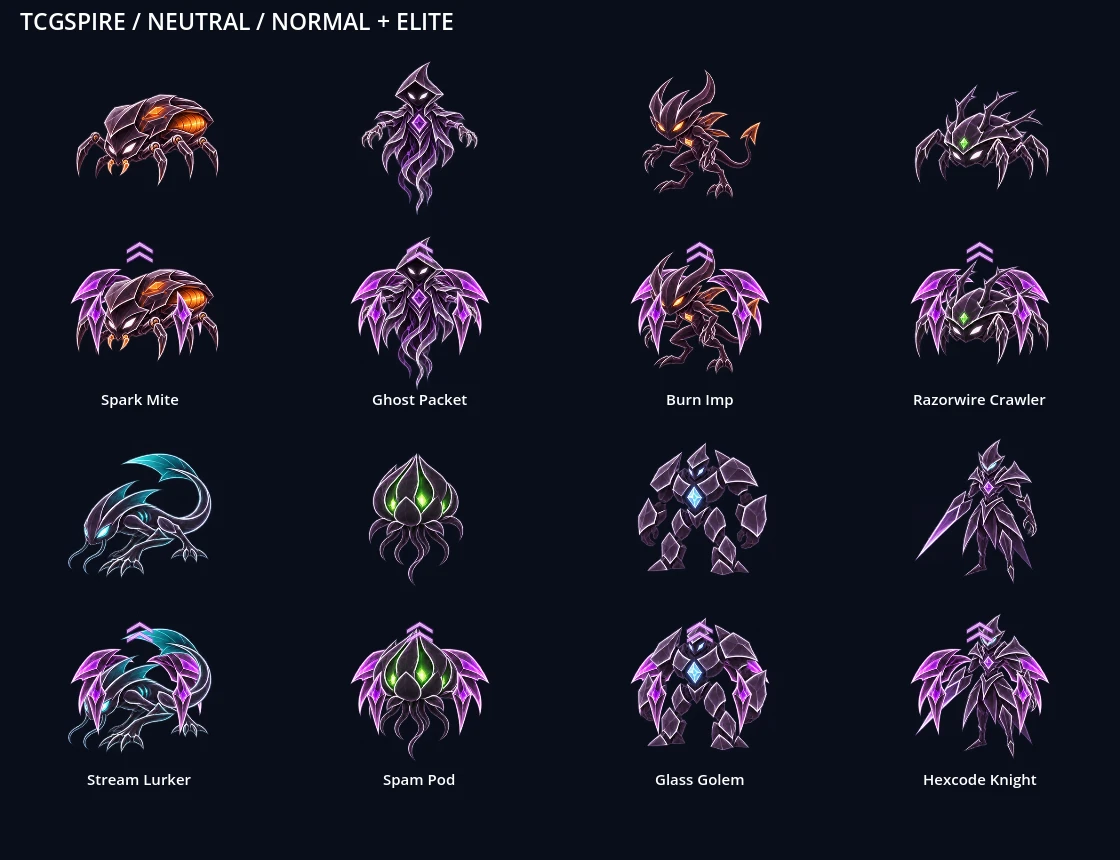 TCGSPIRE / NEUTRAL / NORMAL + ELITE
Spark Mite
Ghost Packet
Burn Imp
Razorwire Crawler
Stream Lurker
Spam Pod
Glass Golem
Hexcode Knight